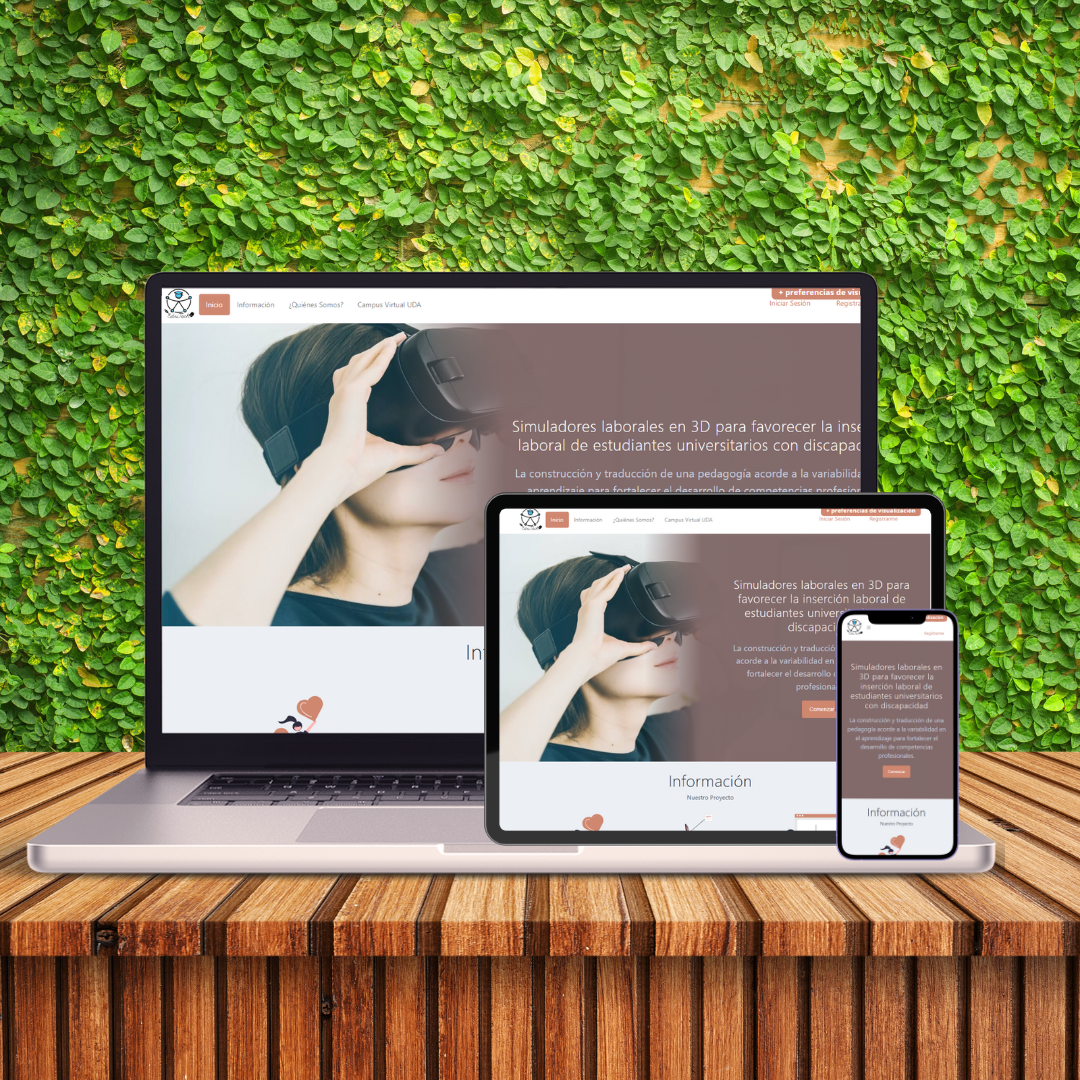 Inicio
Información
¿Quiénes Somos?
Campus Virtual UDA
+ preferencias de visu
Iniciar Sesión
Registra
Simuladores laborales en 3D para favorecer la inse
laboral de estudiantes universitarios con discapac
La construcción y traducción de una pedagogía acorde a la variabilida
aprendizaje para fortalecer el desarrollo de competencias profesion
In
Inicio
Información
¿Quiénes Somos?
Campus Virtual UDA
+ preferencias de visualización
Iniciar Sesión
Registrarme
Simuladores laborales en 3D para
favorecer la inserción laboral de
estudiantes univers
discapaci
La construcción y traducció
acorde a la variabilidad en
fortalecer el desarrollo
profesiona
Comenzar
Información
Nuestro Proyecto
Registrarme
Simuladores laborales en
3D para favorecer la
inserción laboral de
estudiantes universitarios
con discapacidad
La construcción y traducción de una
pedagogía acorde a la variabilidad en
el aprendizaje para fortalecer el
desarrollo de competencias
profesionales.
Comenzar
Información
Nuestro Proyecto